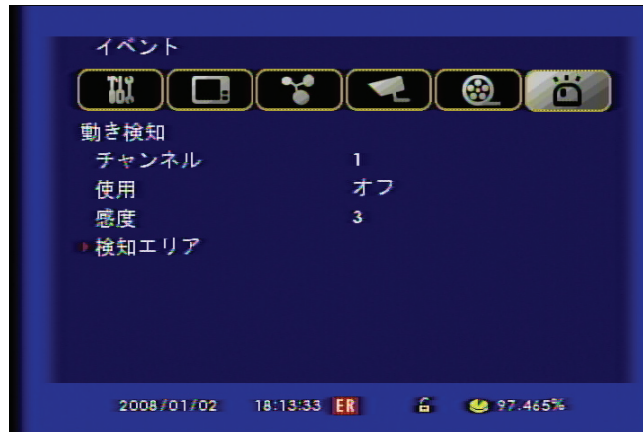 イベント
動き検知
チャンネル 1
使用 オフ
感度 3
検知エリア
2008/01/02 18:13:33 ER 97.465%